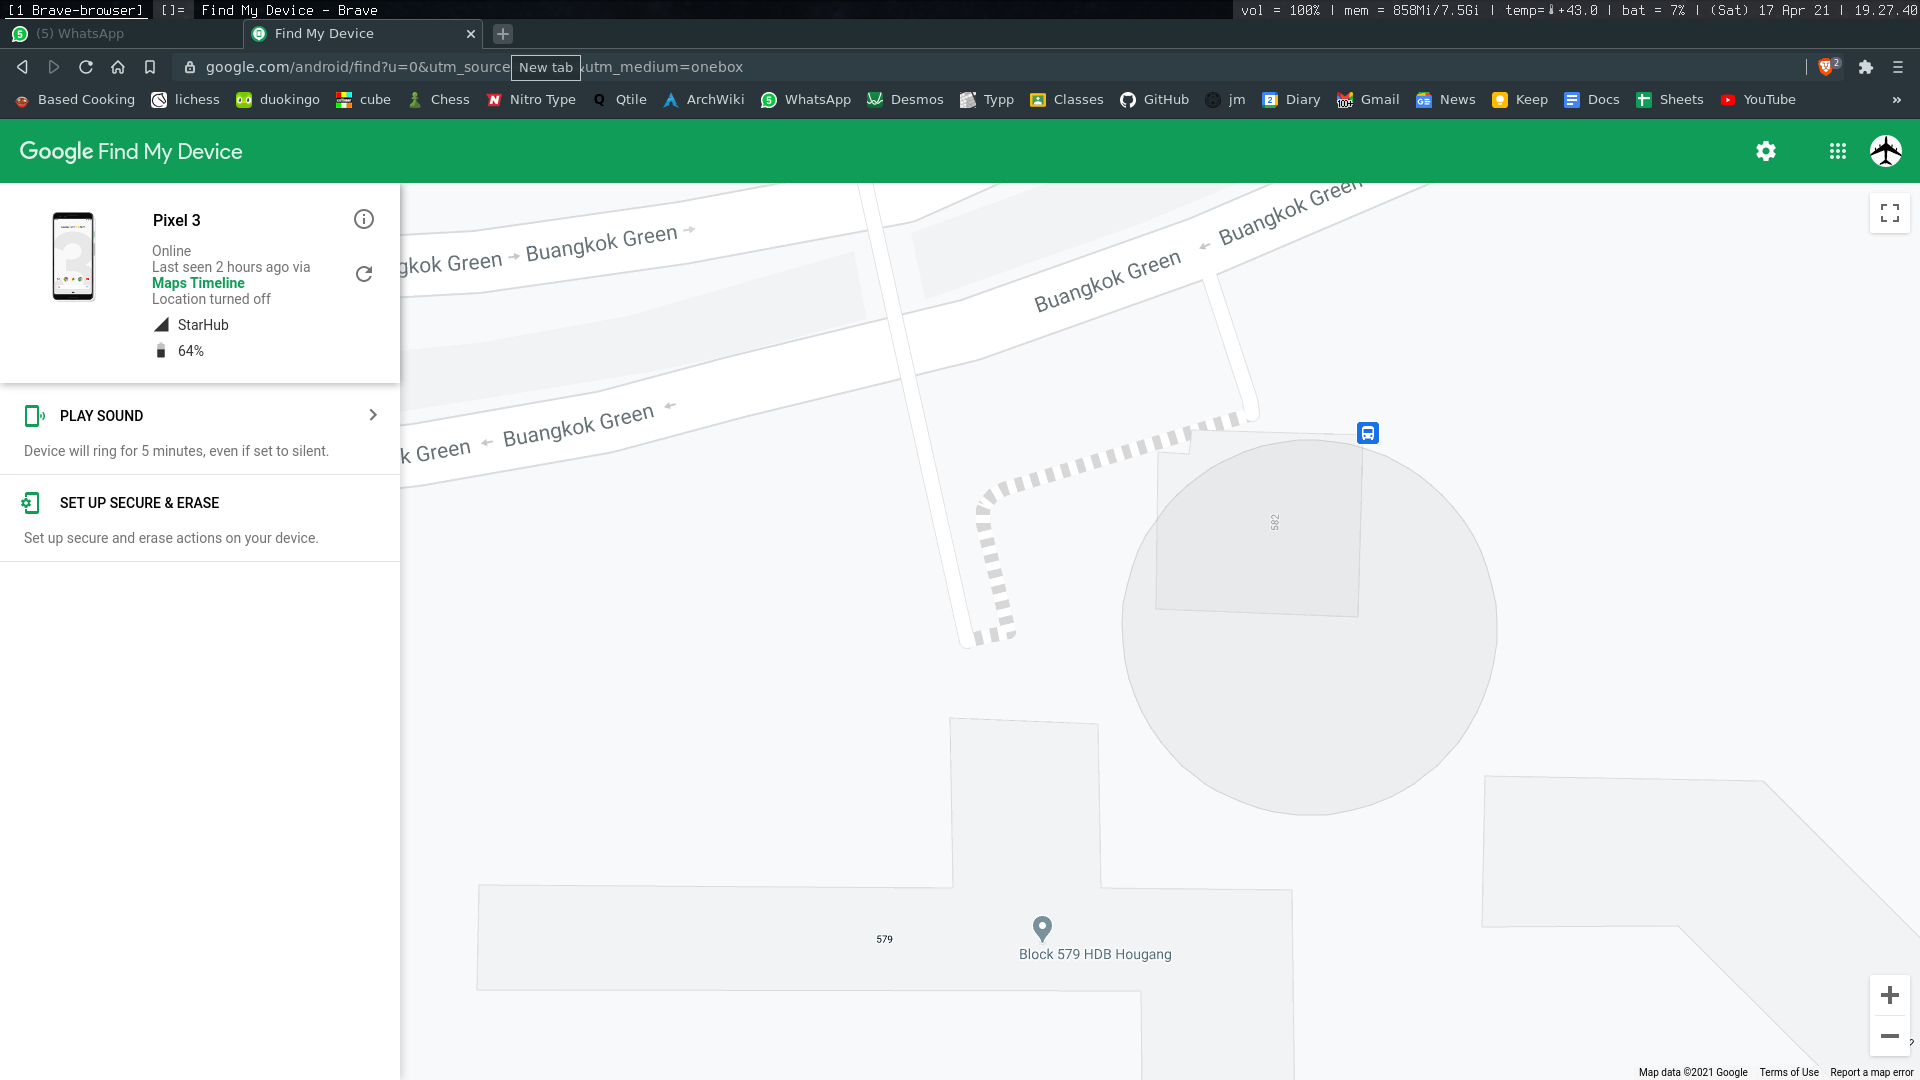 [1 Brave-browser] []= Find My Device - Brave
vol = 100% | mem = 858Mi/7.5Gi | temp=🌡+43.0 | bat = 7% | (Sat) 17 Apr 21 | 19.27.40
(5) WhatsApp
Find My Device
google.com/android/find?u=0&utm_source
New tab
utm_medium=onebox
2
Based Cooking
lichess
duokingo
cube
Chess
Nitro Type
Qtile
ArchWiki
WhatsApp
Desmos
Typp
Classes
GitHub
jm
Diary
Gmail
News
Keep
Docs
Sheets
YouTube
»
Google Find My Device
Pixel 3
Online
Last seen 2 hours ago via
Maps Timeline
Location turned off
StarHub
64%
PLAY SOUND
Device will ring for 5 minutes, even if set to silent.
SET UP SECURE & ERASE
Set up secure and erase actions on your device.
Buangkok Green
gkok Green
Buangkok Green
Buangkok Green
k Green
Buangkok Green
582
579
Block 579 HDB Hougang
Map data ©2021 Google
Terms of Use
Report a map error